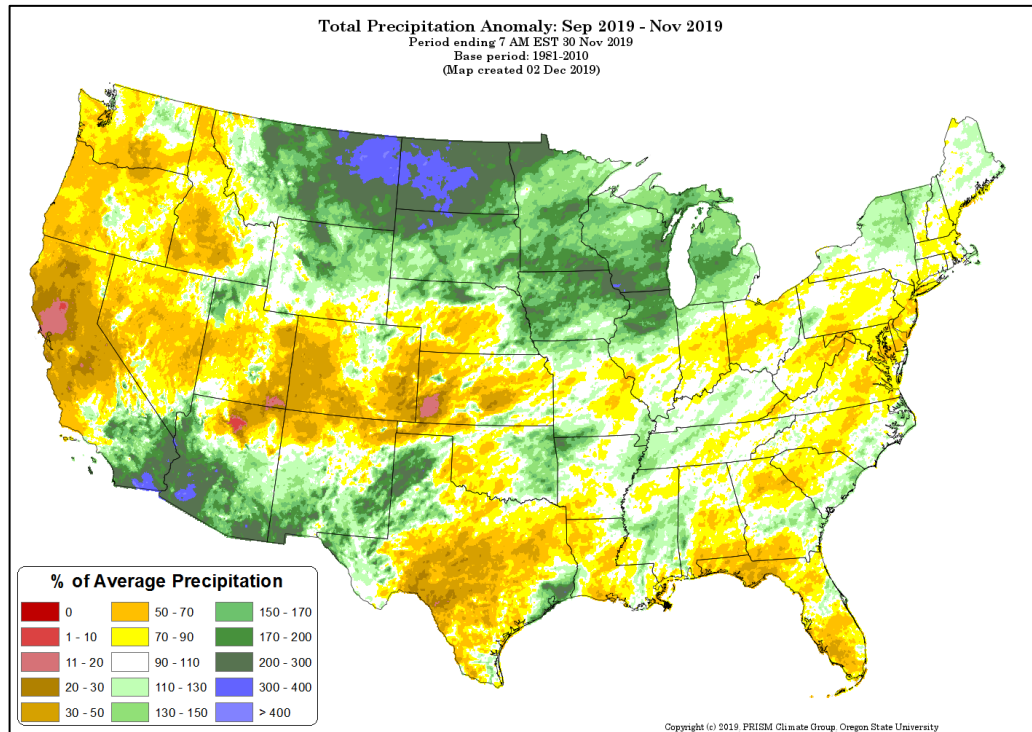 Total Precipitation Anomaly: Sep 2019 - Nov 2019
Period ending 7 AM EST 30 Nov 2019
Base period: 1981-2010
(Map created 02 Dec 2019)
% of Average Precipitation
0
1 - 10
11 - 20
20 - 30
30 - 50
50 - 70
70 - 90
90 - 110
110 - 130
130 - 150
150 - 170
170 - 200
200 - 300
300 - 400
> 400
Copyright (c) 2019, PRISM Climate Group, Oregon State University